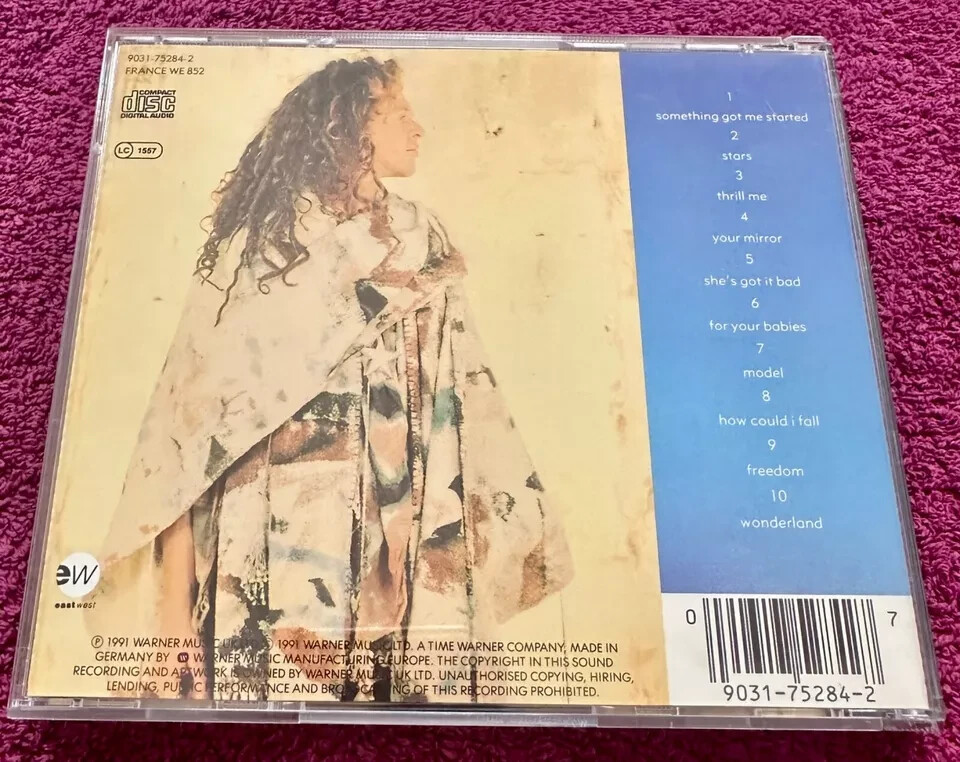 9031-75284-2
FRANCE WE 852
COMPACT
disc
DIGITAL AUDIO
LC 1557
1
something got me started
2
stars
3
thrill me
4
your mirror
5
she's got it bad
6
for your babies
7
model
8
how could i fall
9
freedom
10
wonderland
ew
eastwest
℗ 1991 WARNER MUSIC UK © 1991 WARNER MUSIC LTD. A TIME WARNER COMPANY, MADE IN
GERMANY BY WARNER MUSIC MANUFACTURING EUROPE. THE COPYRIGHT IN THIS SOUND
RECORDING AND ARTWORK IS OWNED BY WARNER MUSIC UK LTD. UNAUTHORISED COPYING, HIRING,
LENDING, PUBLIC PERFORMANCE AND BROADCASTING OF THIS RECORDING PROHIBITED.
0 7
9031-75284-2